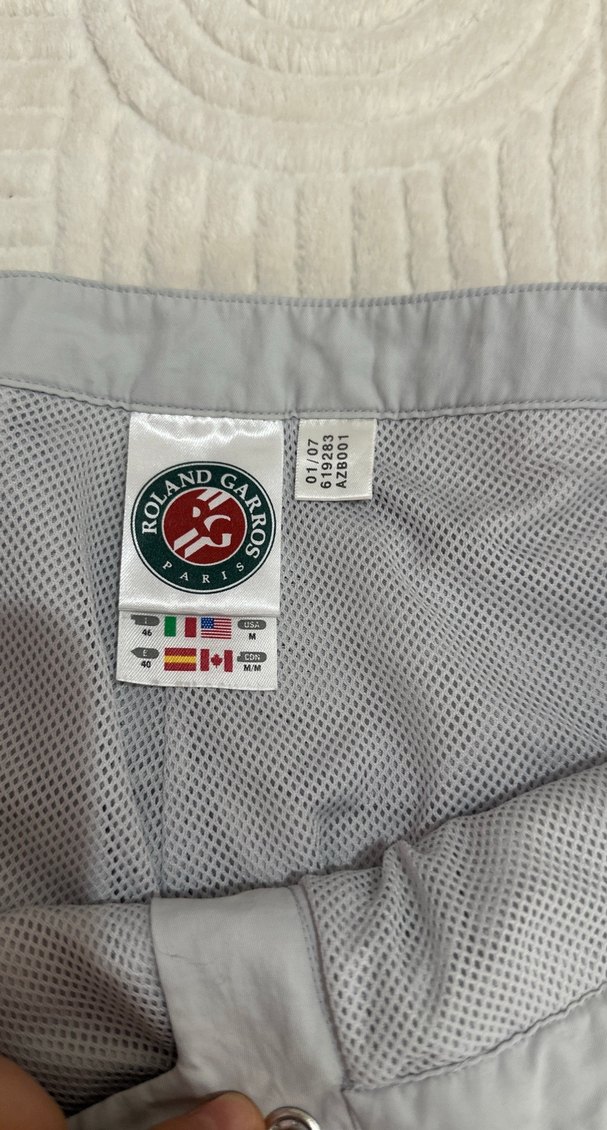 ROLAND GARROS
PARIS
01/07
619283
AZB001
I
46
USA
M
E
40
CDN
M/M